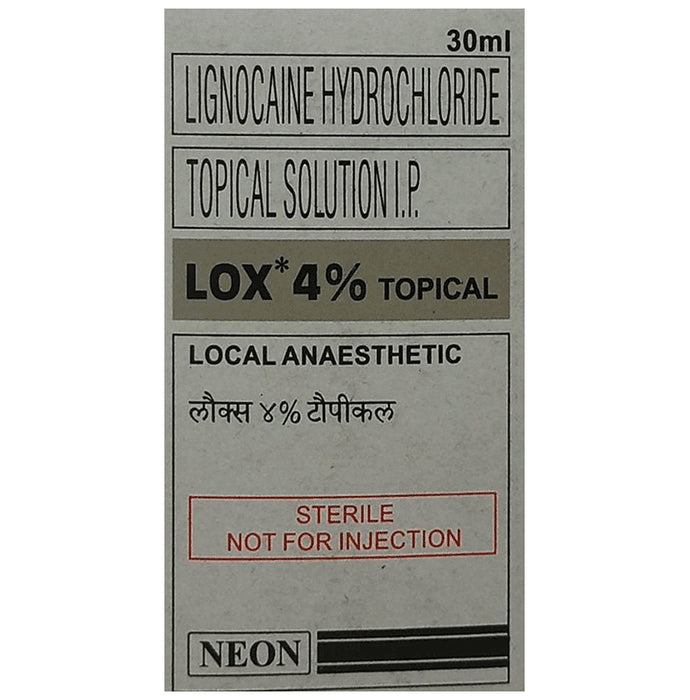 30ml
LIGNOCAINE HYDROCHLORIDE
TOPICAL SOLUTION I.P.
LOX* 4% TOPICAL
LOCAL ANAESTHETIC
लौक्स ४% टौपीकल
STERILE
NOT FOR INJECTION
NEON